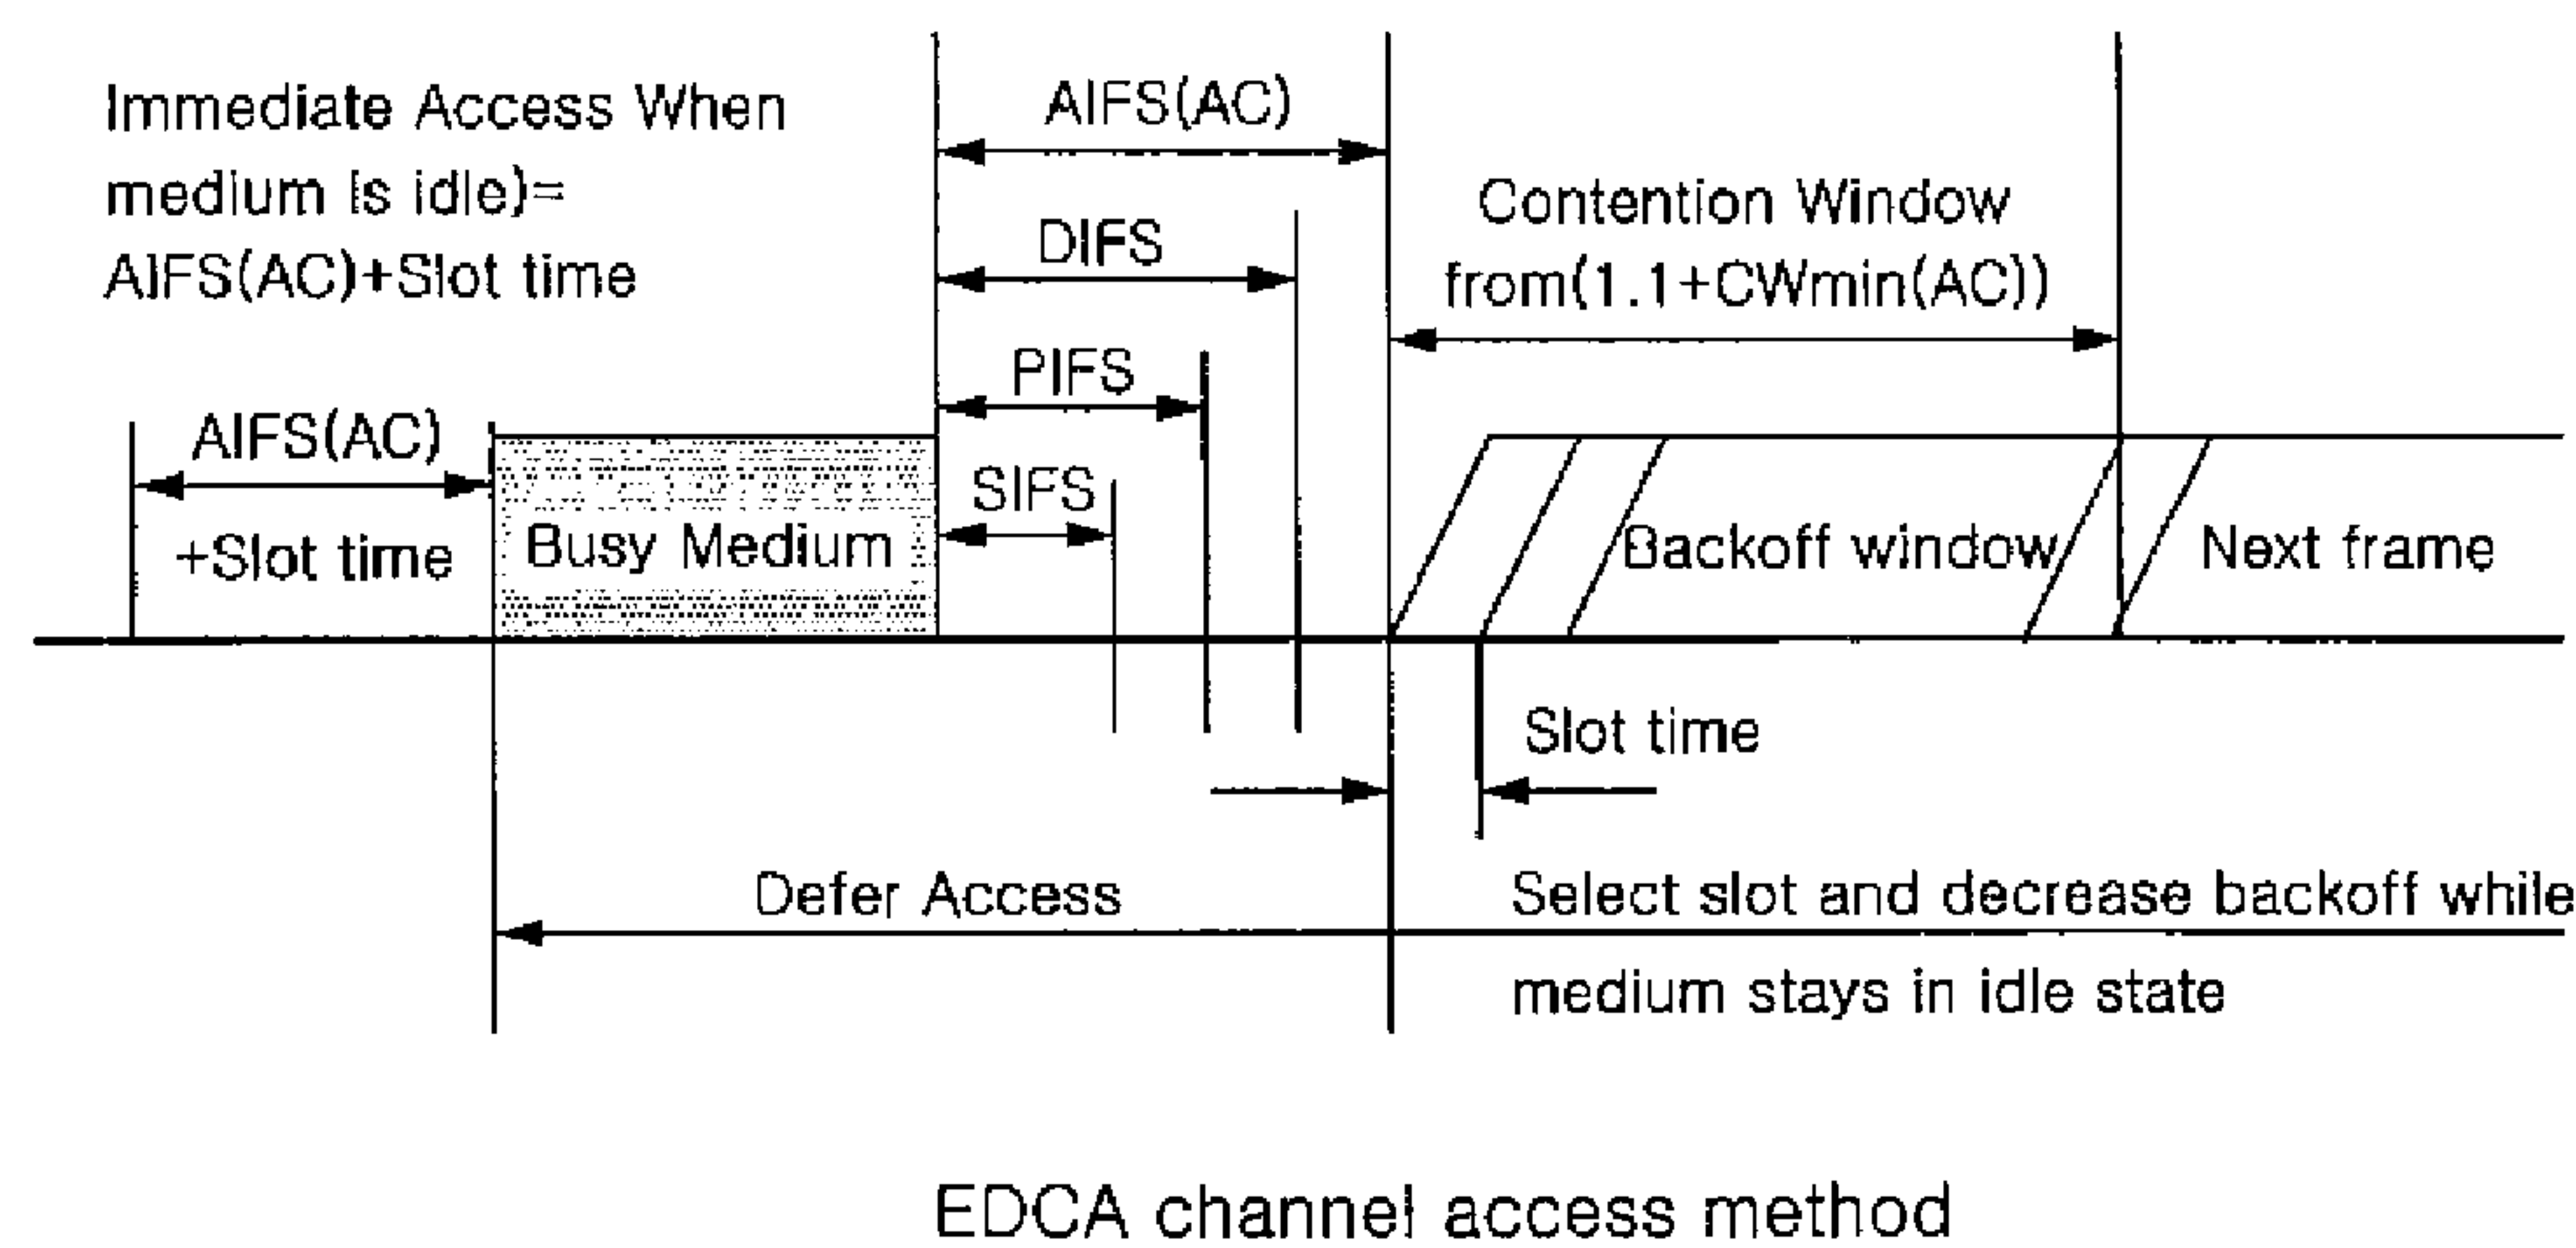 Immediate Access When
medium Is idle)=
AIFS(AC)+Slot time
AIFS(AC)
DIFS
PIFS
SIFS
Contention Window
from(1.1+CWmin(AC))
AIFS(AC)
+Slot time
Busy Medium
Backoff window
Next frame
Slot time
Defer Access
Select slot and decrease backoff while
medium stays in idle state
EDCA channel access method